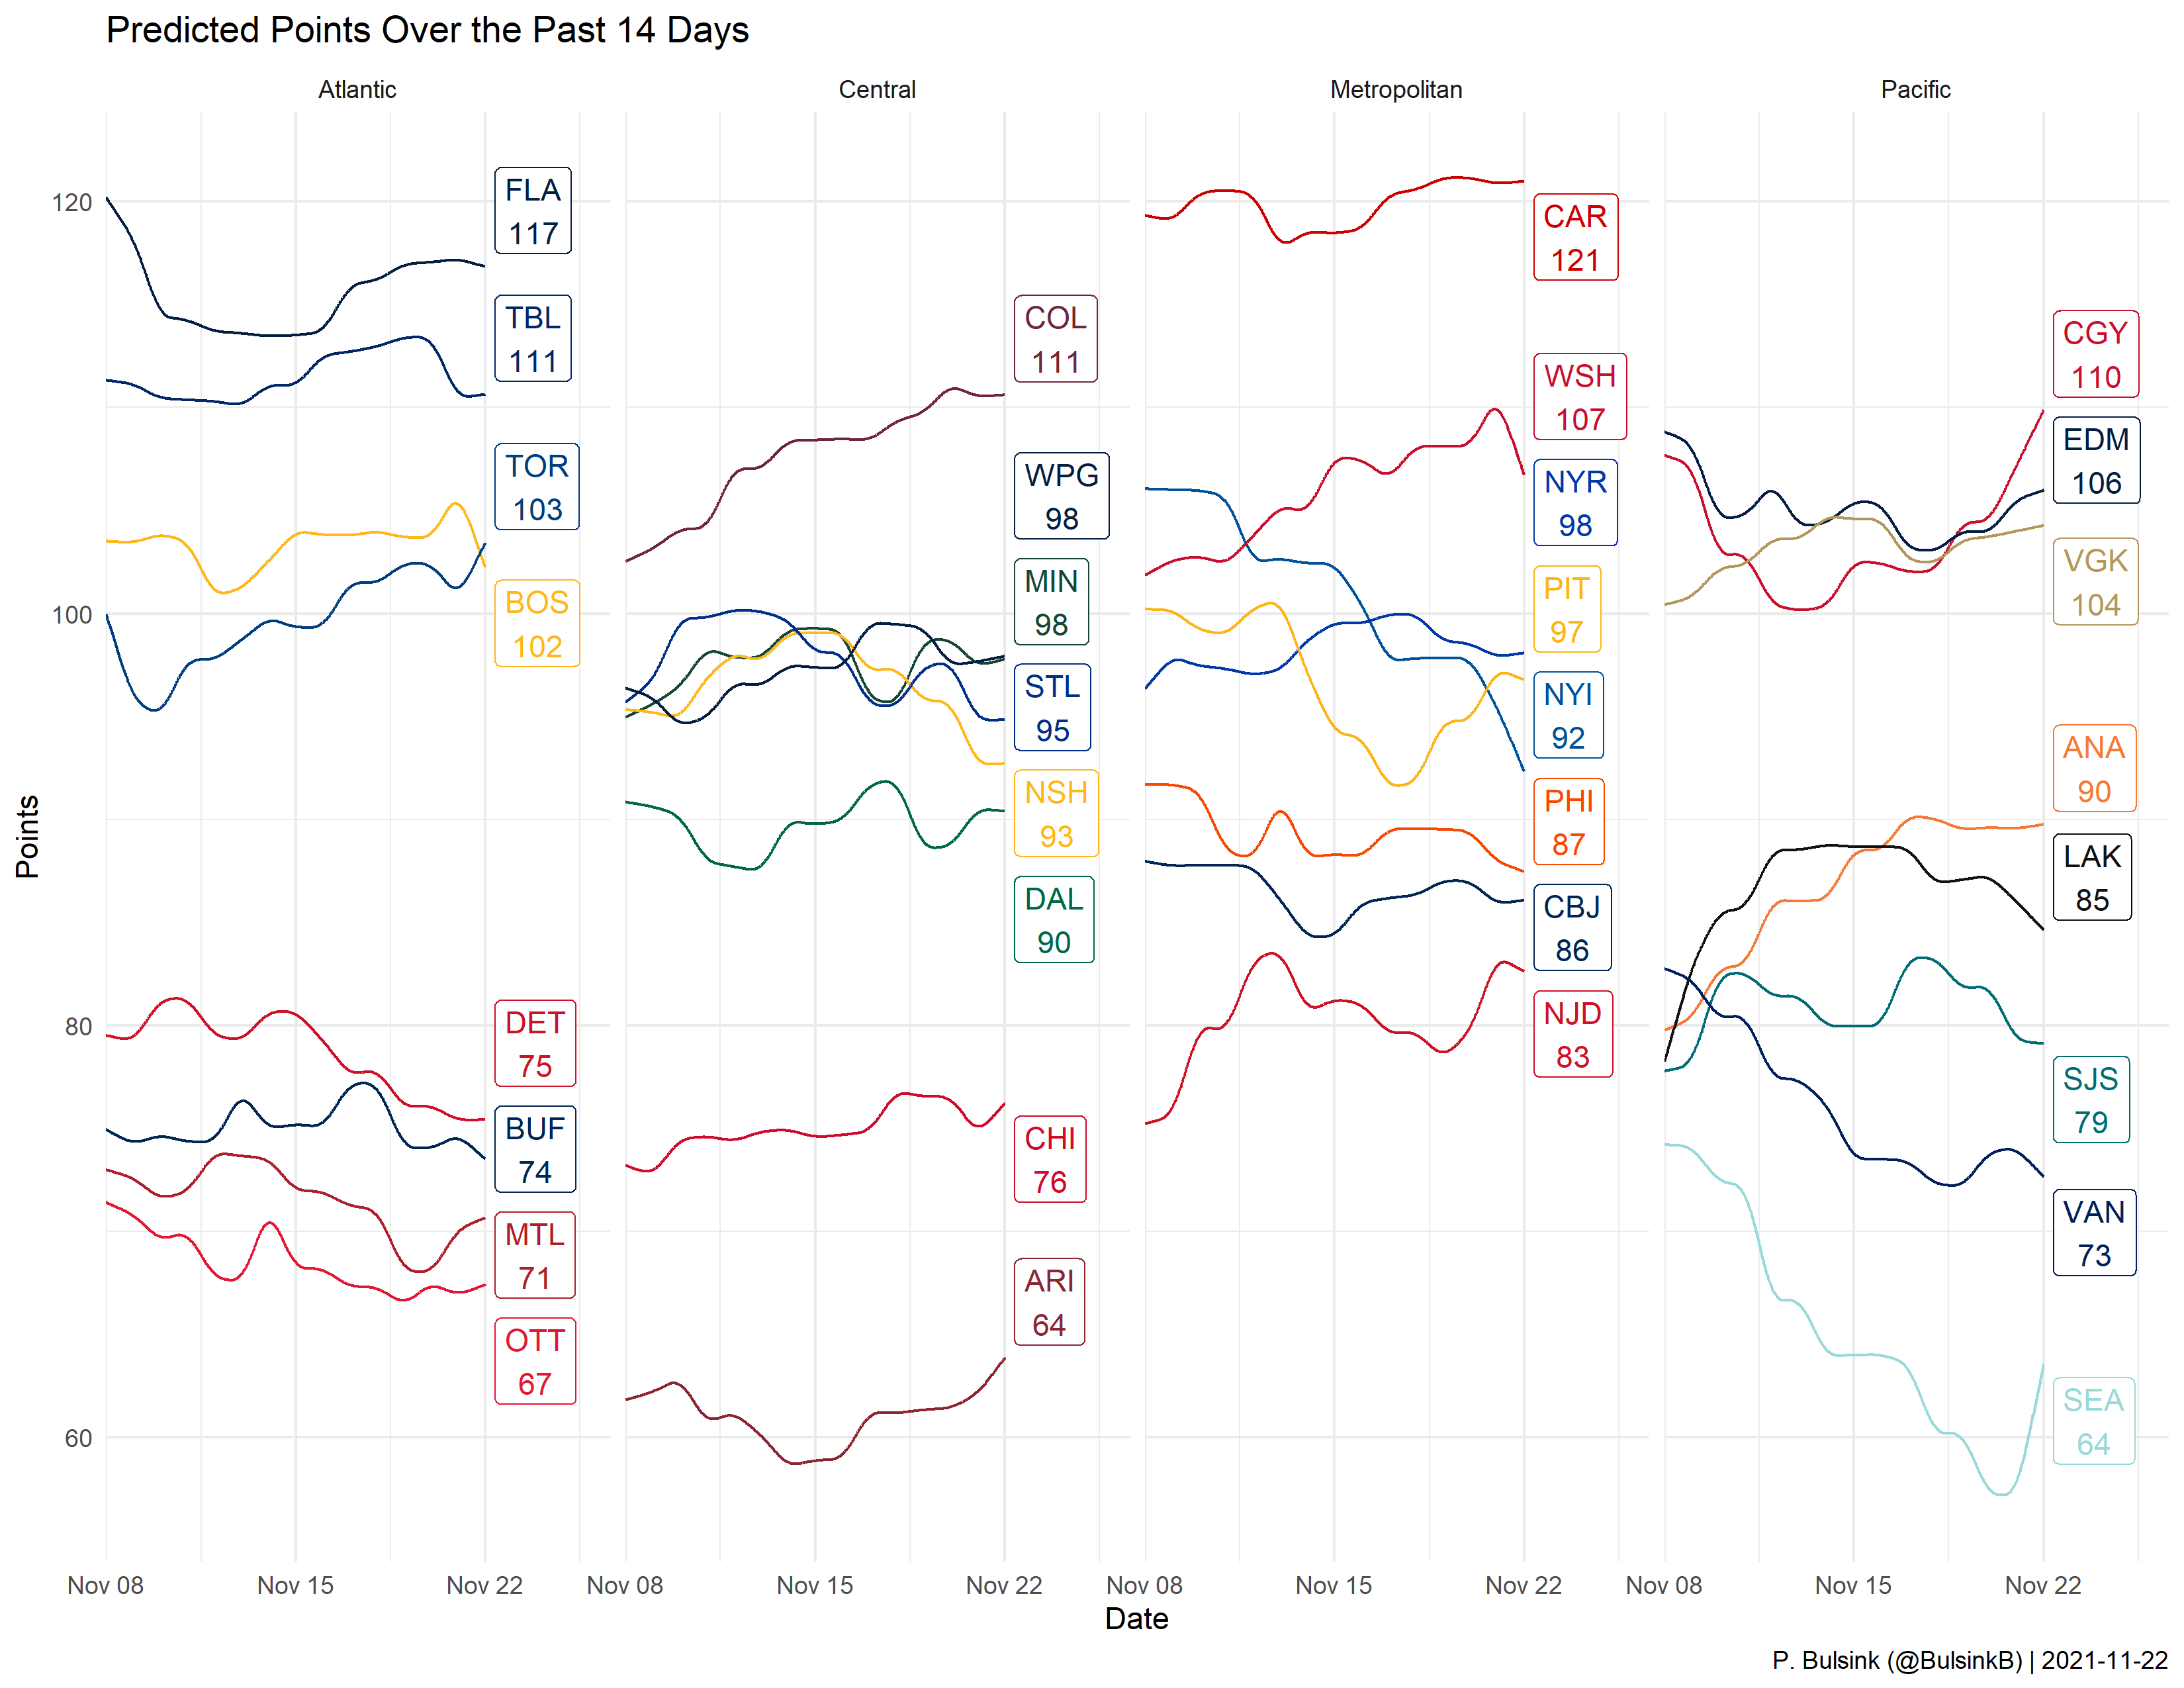 Predicted Points Over the Past 14 Days
Atlantic
Central
Metropolitan
Pacific
Points
120
100
80
60
FLA
117
TBL
111
TOR
103
BOS
102
DET
75
BUF
74
MTL
71
OTT
67
COL
111
WPG
98
MIN
98
STL
95
NSH
93
DAL
90
CHI
76
ARI
64
CAR
121
WSH
107
NYR
98
PIT
97
NYI
92
PHI
87
CBJ
86
NJD
83
CGY
110
EDM
106
VGK
104
ANA
90
LAK
85
SJS
79
VAN
73
SEA
64
Nov 08 Nov 15 Nov 22 Nov 08 Nov 15 Nov 22 Nov 08 Nov 15 Nov 22 Nov 08 Nov 15 Nov 22
Date
P. Bulsink (@BulsinkB) | 2021-11-22